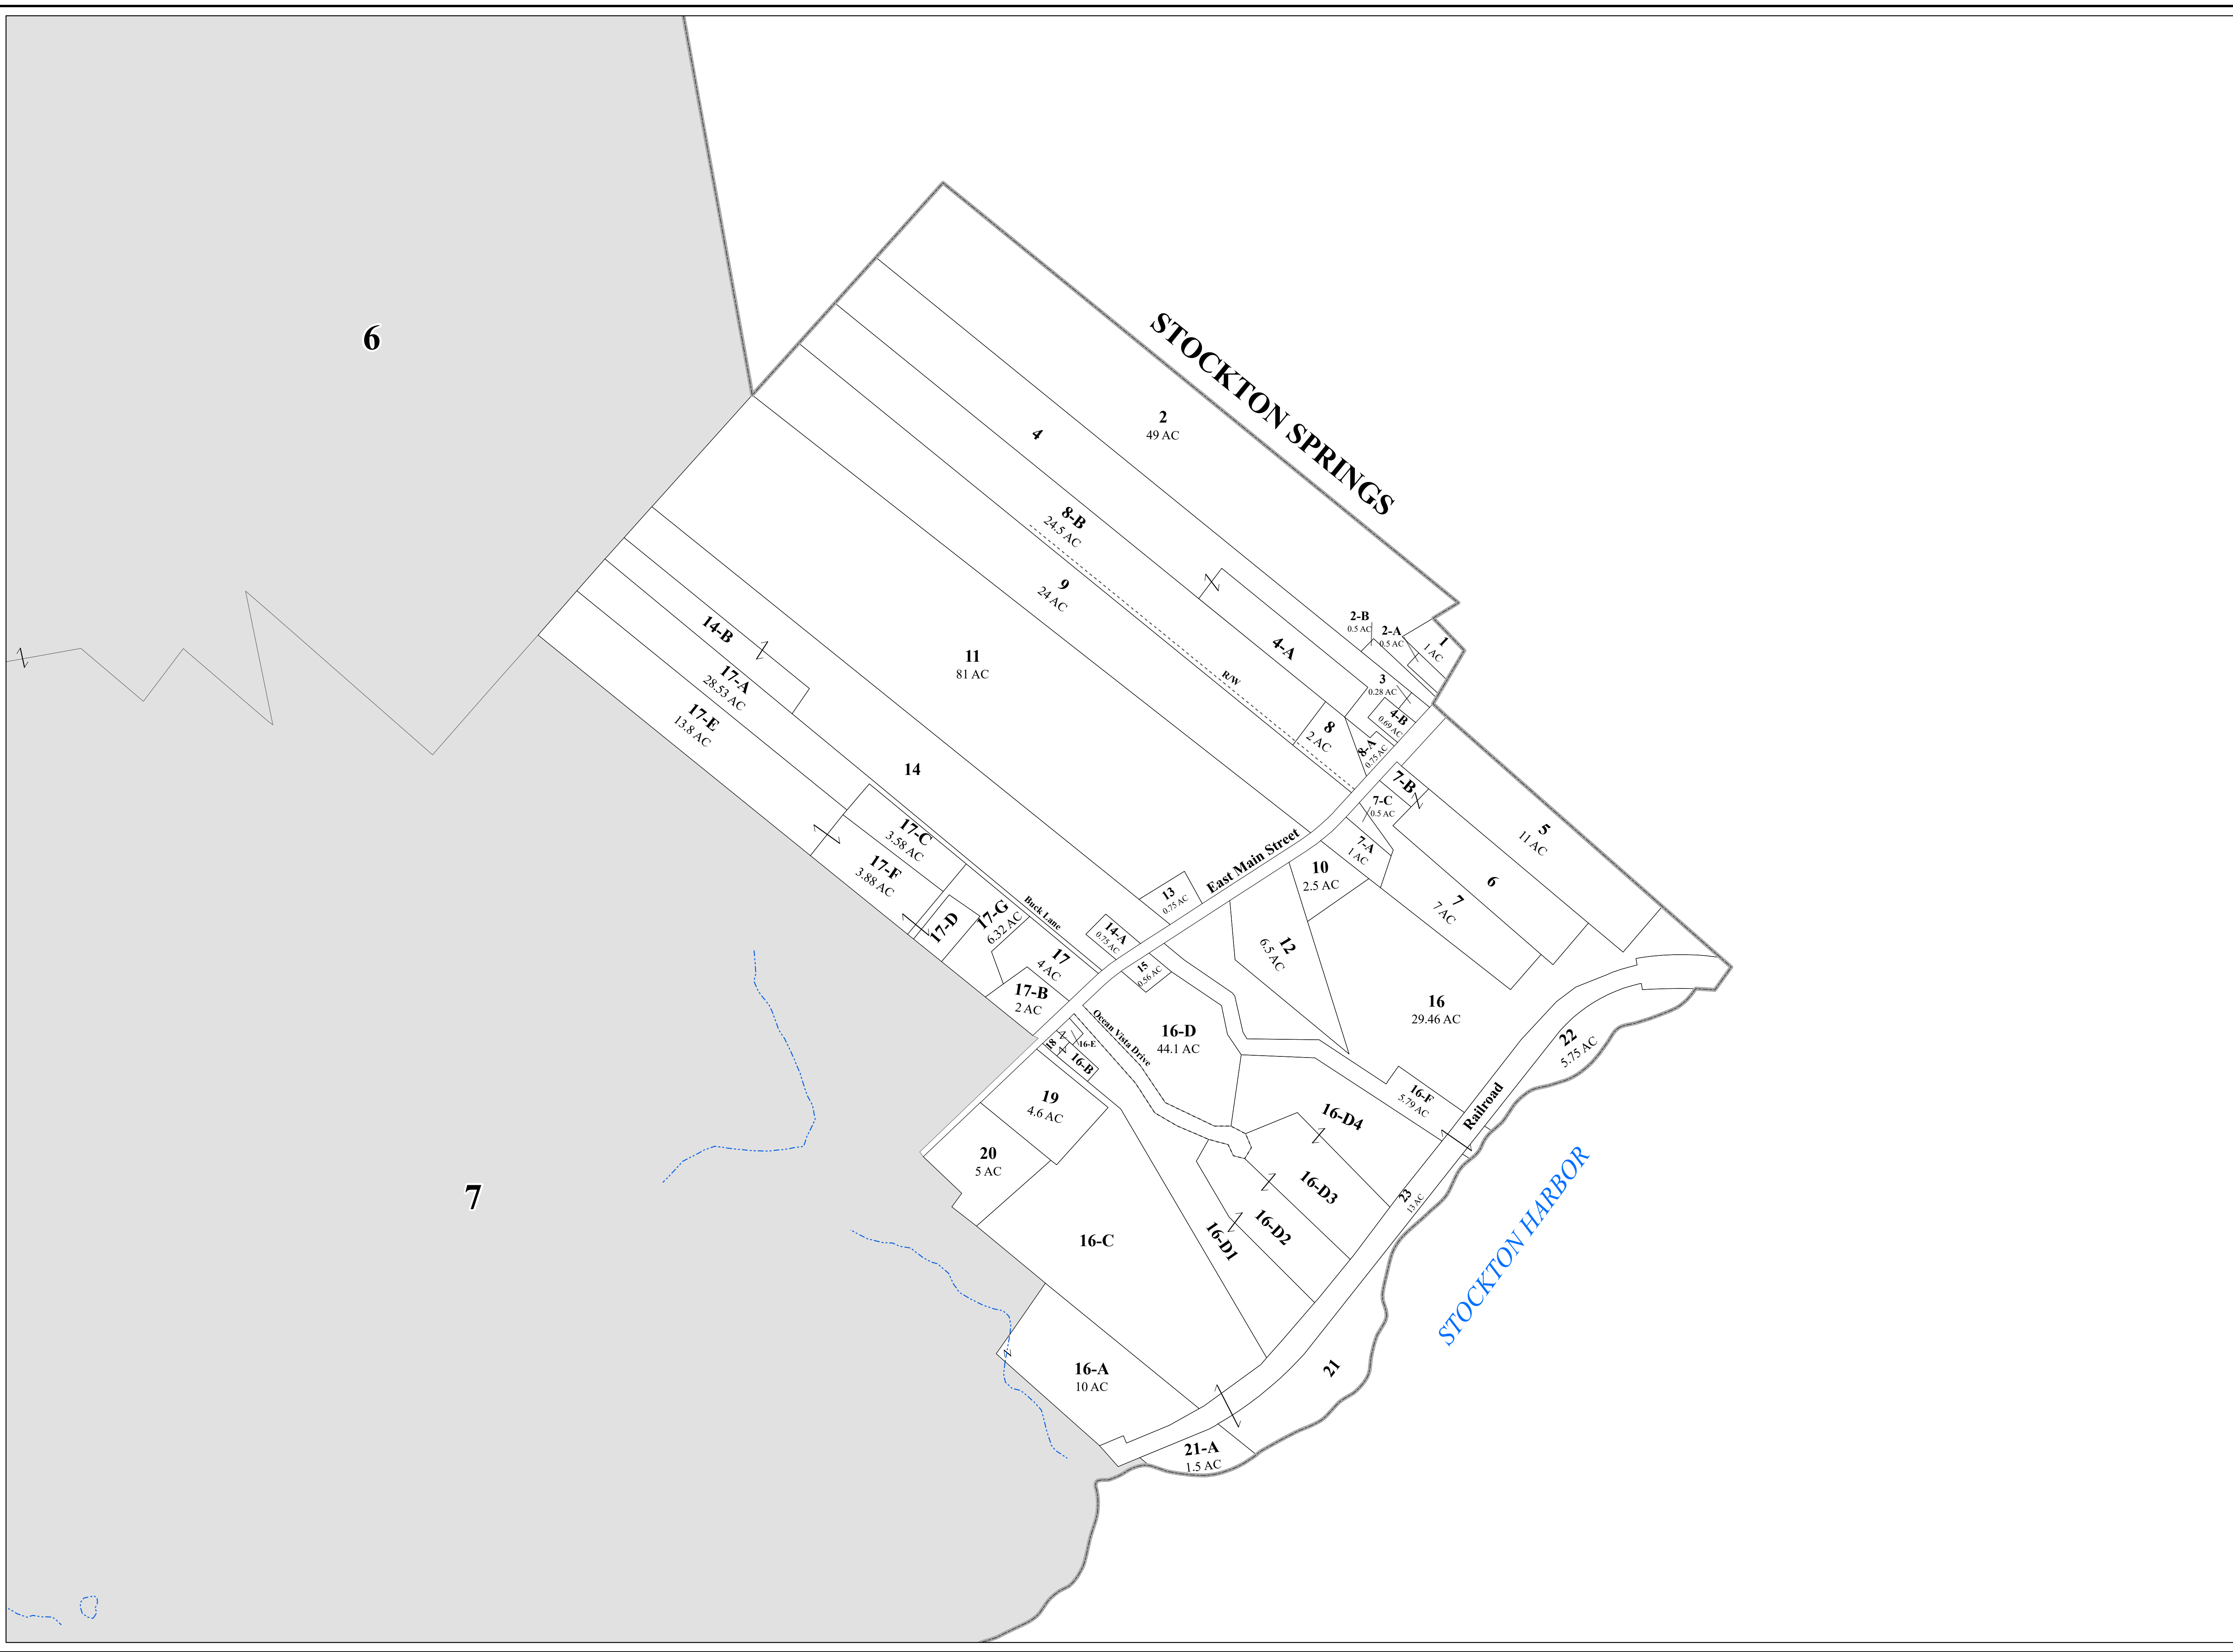 6
STOCKTON SPRINGS
2
49 AC
4
8-B
24.5 AC
9
24 AC
2-B
0.5 AC
2-A
0.5 AC
1
1 AC
14-B
4-A
11
81 AC
17-A
28.53 AC
R/W
3
0.28 AC
17-E
13.8 AC
4-B
0.69 AC
8
2 AC
8-A
0.75 AC
14
7-B
7-C
0.5 AC
5
11 AC
17-C
3.58 AC
7-A
1 AC
East Main Street
17-F
3.88 AC
10
2.5 AC
6
13
0.75 AC
7
7 AC
17-G
6.32 AC
Buck Lane
17-D
14-A
0.75 AC
12
6.5 AC
17
4 AC
15
0.56 AC
17-B
2 AC
16
29.46 AC
Ocean Vista Drive
16-D
44.1 AC
18
16-E
22
5.75 AC
16-B
19
4.6 AC
16-F
5.79 AC
Railroad
16-D4
20
5 AC
7
16-D3
23
13 AC
16-D2
16-D1
16-C
STOCKTON HARBOR
16-A
10 AC
21
21-A
1.5 AC